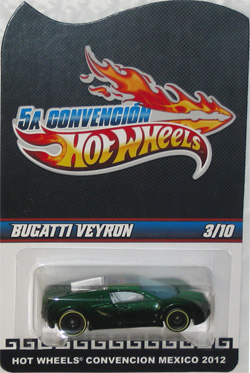 5A CONVENCIÓN
HOT WHEELS
BUGATTI VEYRON 3/10
HOT WHEELS® CONVENCION MEXICO 2012